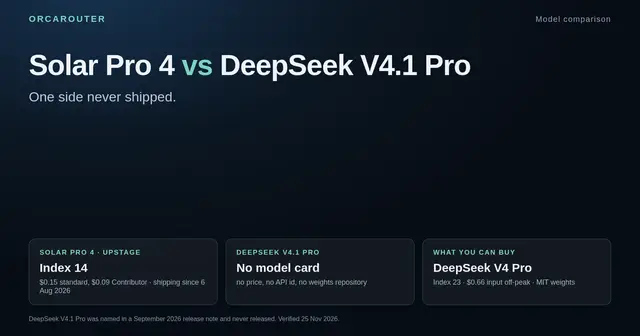 ORCAROUTER
Model comparison
Solar Pro 4 vs DeepSeek V4.1 Pro
One side never shipped.
SOLAR PRO 4 · UPSTAGE
Index 14
$0.15 standard, $0.09 Contributor · shipping since 6
Aug 2026
DEEPSEEK V4.1 PRO
No model card
no price, no API id, no weights repository
WHAT YOU CAN BUY
DeepSeek V4 Pro
Index 23 · $0.66 input off-peak · MIT weights
DeepSeek V4.1 Pro was named in a September 2026 release note and never released. Verified 25 Nov 2026.